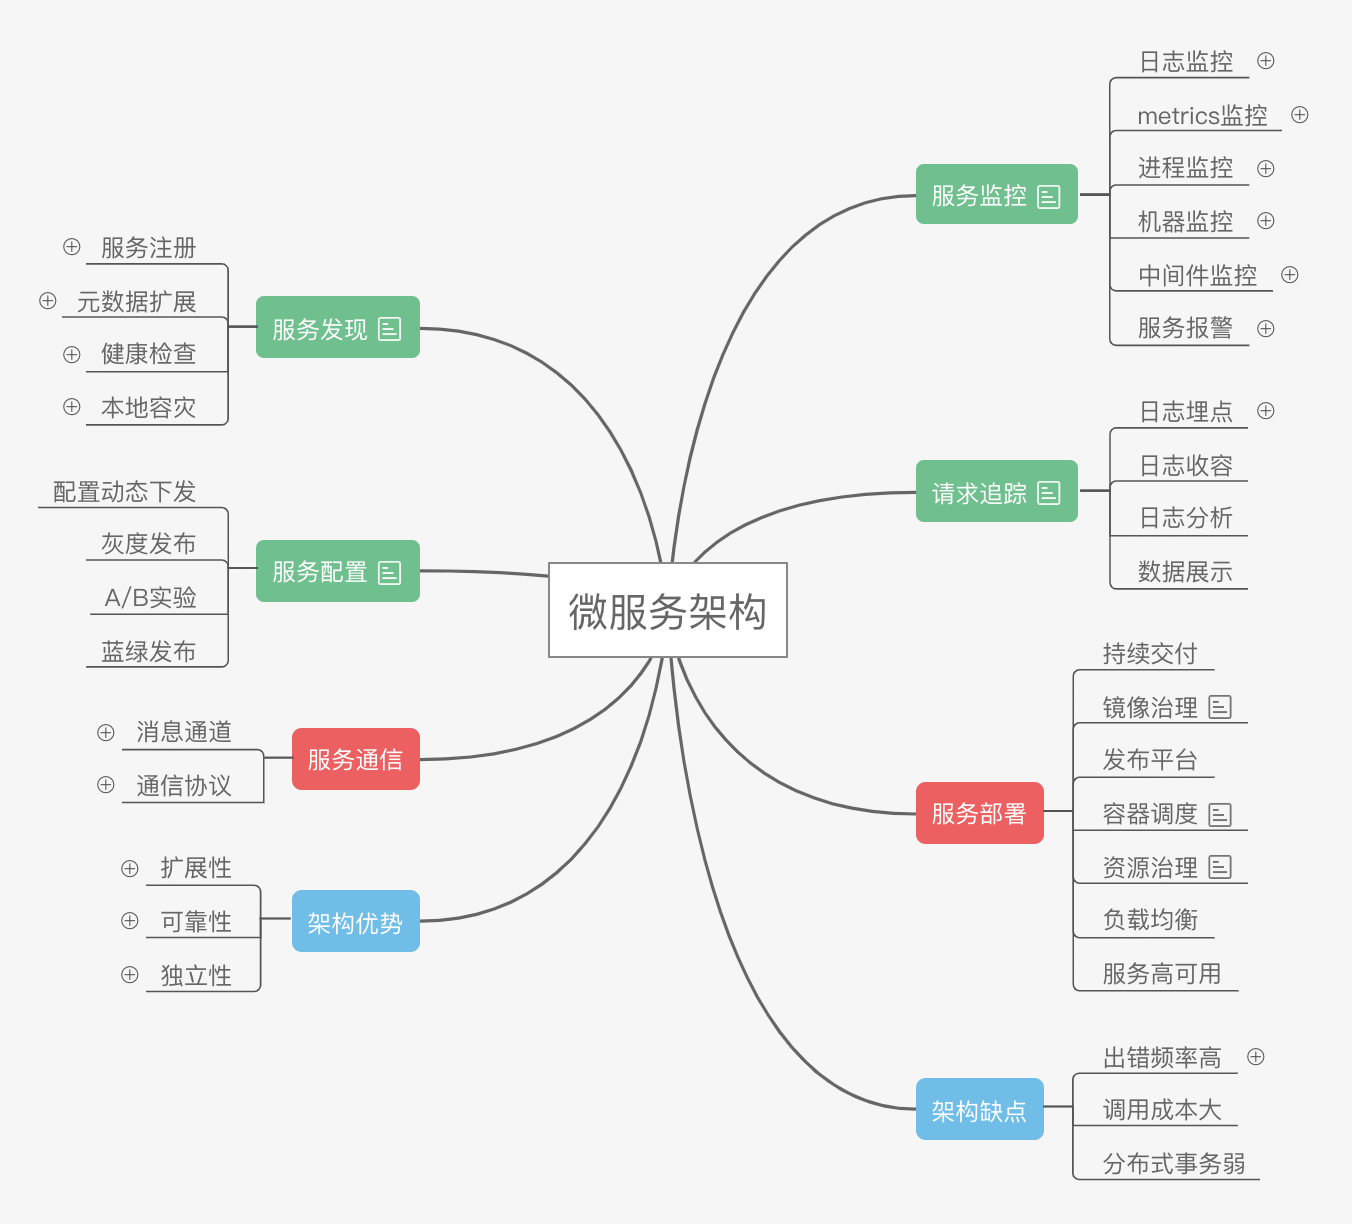 微服务架构
服务发现
服务注册
元数据扩展
健康检查
本地容灾
服务配置
配置动态下发
灰度发布
A/B实验
蓝绿发布
服务通信
消息通道
通信协议
架构优势
扩展性
可靠性
独立性
服务监控
日志监控
metrics监控
进程监控
机器监控
中间件监控
服务报警
请求追踪
日志埋点
日志收容
日志分析
数据展示
服务部署
持续交付
镜像治理
发布平台
容器调度
资源治理
负载均衡
服务高可用
架构缺点
出错频率高
调用成本大
分布式事务弱